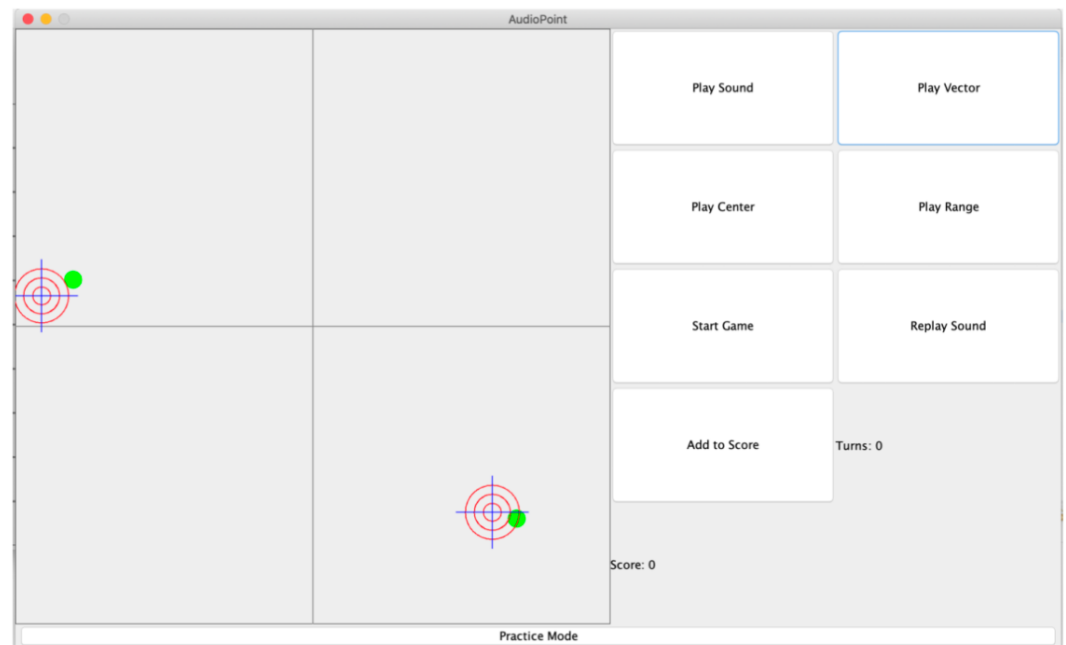 AudioPoint
Play Sound
Play Vector
Play Center
Play Range
Start Game
Replay Sound
Add to Score
Turns: 0
Score: 0
Practice Mode